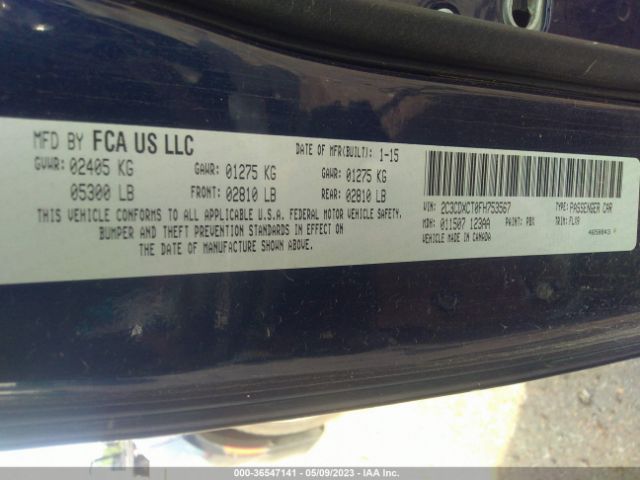 MFD BY FCA US LLC
DATE OF MFR(BUILT): 1-15
GVWR: 02405 KG GAWR: 01275 KG GAWR: 01275 KG
05300 LB FRONT: 02810 LB REAR: 02810 LB
THIS VEHICLE CONFORMS TO ALL APPLICABLE U.S.A. FEDERAL MOTOR VEHICLE SAFETY,
BUMPER AND THEFT PREVENTION STANDARDS IN EFFECT ON
THE DATE OF MANUFACTURE SHOWN ABOVE.
VIN: 2C3CDXCT0FH753567 TYPE: PASSENGER CAR
MDH: 011507 123AA PAINT: PBX TRIM: FLX9
VEHICLE MADE IN CANADA
000-36547141 - 05/09/2023 - IAA Inc.